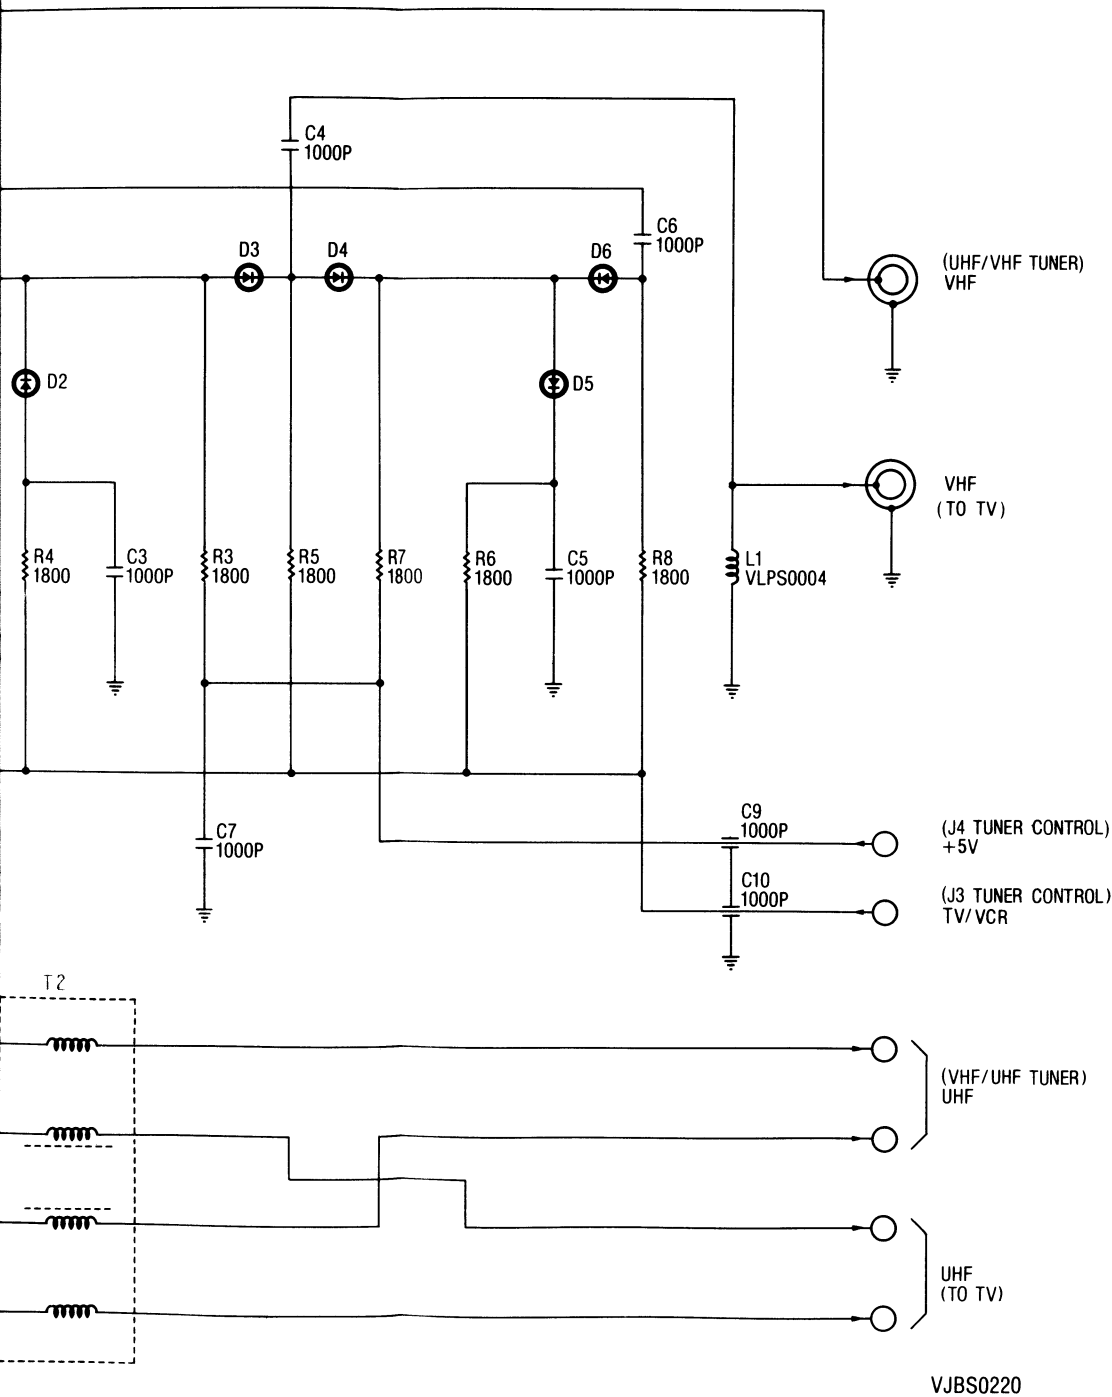 C4
1000P
C6
1000P
D3
D4
D6
(UHF/VHF TUNER)
VHF
D2
D5
VHF
(TO TV)
R4
1800
C3
1000P
R3
1800
R5
1800
R7
1800
R6
1800
C5
1000P
R8
1800
L1
VLPS0004
C7
1000P
C9
1000P
(J4 TUNER CONTROL)
+5V
C10
1000P
(J3 TUNER CONTROL)
TV/VCR
T2
(VHF/UHF TUNER)
UHF
UHF
(TO TV)
VJBS0220